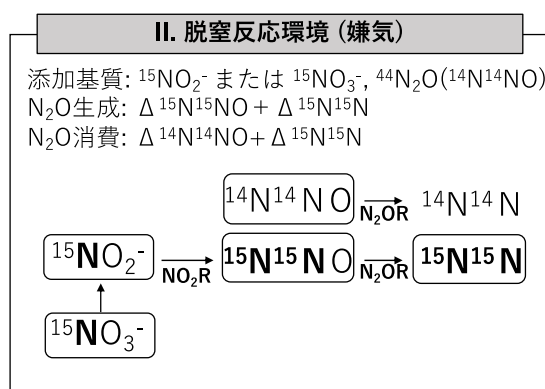 II. 脱窒反応環境 (嫌気)
添加基質: ¹⁵NO₂⁻ または ¹⁵NO₃⁻, ⁴⁴N₂O(¹⁴N¹⁴NO)
N₂O生成: Δ ¹⁵N¹⁵NO + Δ ¹⁵N¹⁵N
N₂O消費: Δ ¹⁴N¹⁴NO+ Δ ¹⁵N¹⁵N
¹⁴N¹⁴NO N₂OR ¹⁴N¹⁴N
¹⁵NO₂⁻ NO₂R ¹⁵N¹⁵NO N₂OR ¹⁵N¹⁵N
¹⁵NO₃⁻